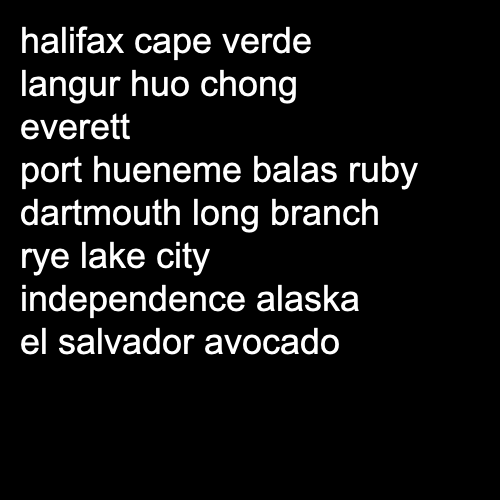 halifax cape verde
langur huo chong
everett
port hueneme balas ruby
dartmouth long branch
rye lake city
independence alaska
el salvador avocado